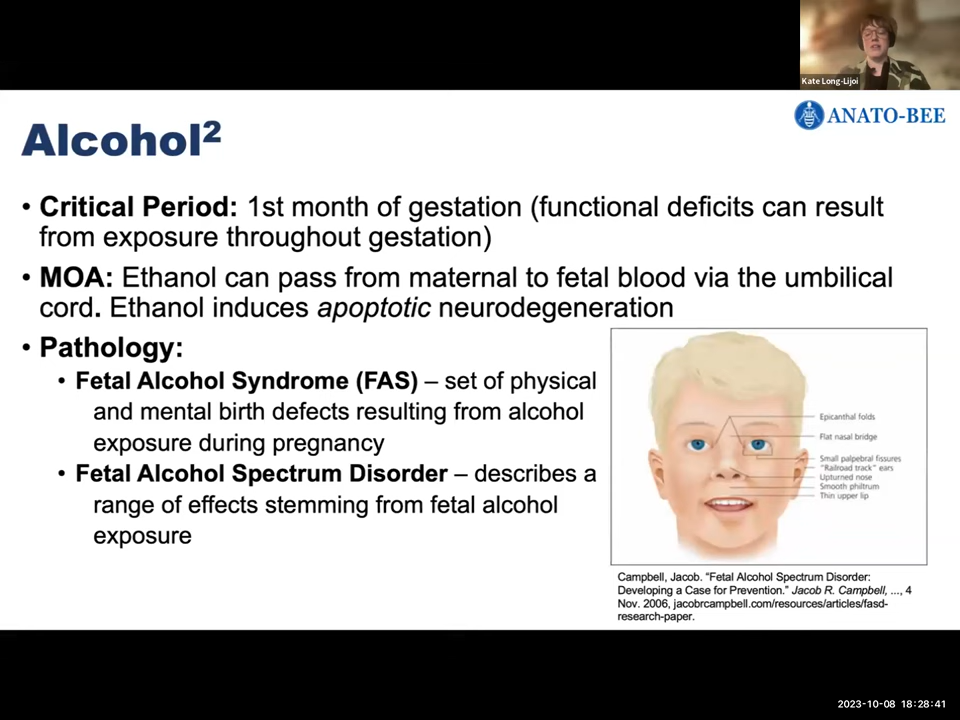 Kate Long-Lijoi
ANATO-BEE
Alcohol²
• Critical Period: 1st month of gestation (functional deficits can result
from exposure throughout gestation)
• MOA: Ethanol can pass from maternal to fetal blood via the umbilical
cord. Ethanol induces apoptotic neurodegeneration
• Pathology:
• Fetal Alcohol Syndrome (FAS) – set of physical
and mental birth defects resulting from alcohol
exposure during pregnancy
• Fetal Alcohol Spectrum Disorder – describes a
range of effects stemming from fetal alcohol
exposure
Epicanthal folds
Flat nasal bridge
Small palpebral fissures
"Railroad track" ears
Upturned nose
Smooth philtrum
Thin upper lip
Campbell, Jacob. “Fetal Alcohol Spectrum Disorder:
Developing a Case for Prevention.” Jacob R. Campbell, ..., 4
Nov. 2006, jacobrcampbell.com/resources/articles/fasd-
research-paper.
2023-10-08 18:28:41